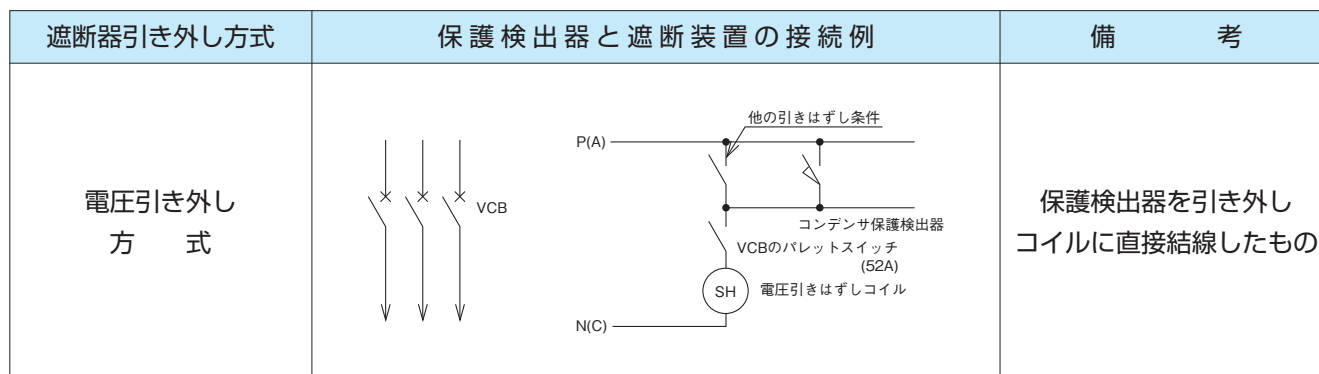 遮断器引き外し方式
保護検出器と遮断装置の接続例
備考
電圧引き外し
方式
VCB
他の引きはずし条件
P(A)
コンデンサ保護検出器
VCBのパレットスイッチ
(52A)
SH
電圧引きはずしコイル
N(C)
保護検出器を引き外し
コイルに直接結線したもの